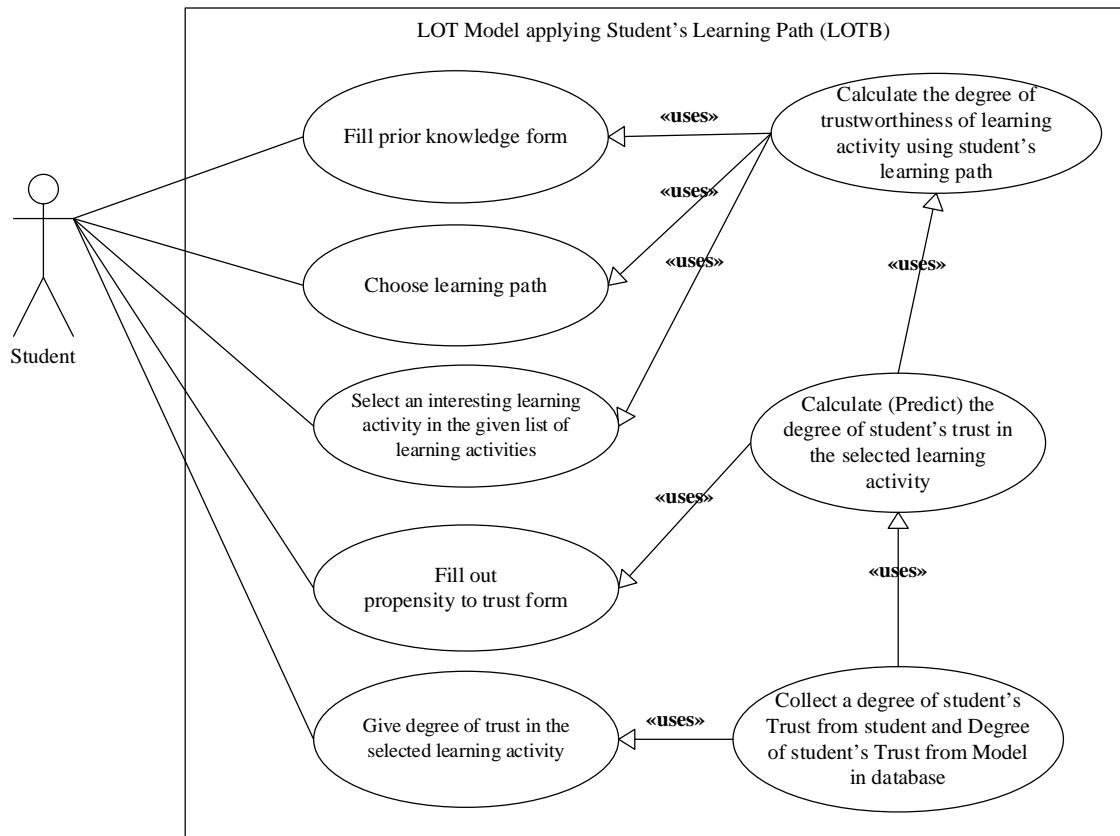 LOT Model applying Student's Learning Path (LOTB)
Fill prior knowledge form
«uses»
Calculate the degree of
trustworthiness of learning
activity using student's
learning path
«uses»
«uses»
«uses»
Choose learning path
Student
Select an interesting learning
activity in the given list of
learning activities
Calculate (Predict) the
degree of student's trust in
the selected learning
activity
«uses»
Fill out
propensity to trust form
«uses»
Give degree of trust in the
selected learning activity
«uses»
Collect a degree of student's
Trust from student and Degree
of student's Trust from Model
in database